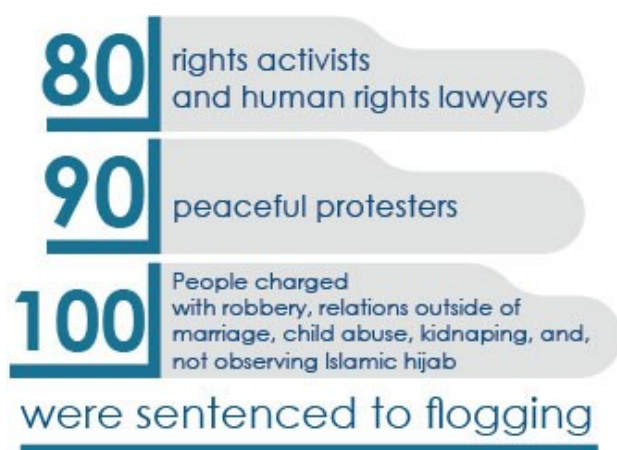 80
rights activists
and human rights lawyers
90
peaceful protesters
100
People charged
with robbery, relations outside of
marriage, child abuse, kidnaping, and,
not observing Islamic hijab
were sentenced to flogging